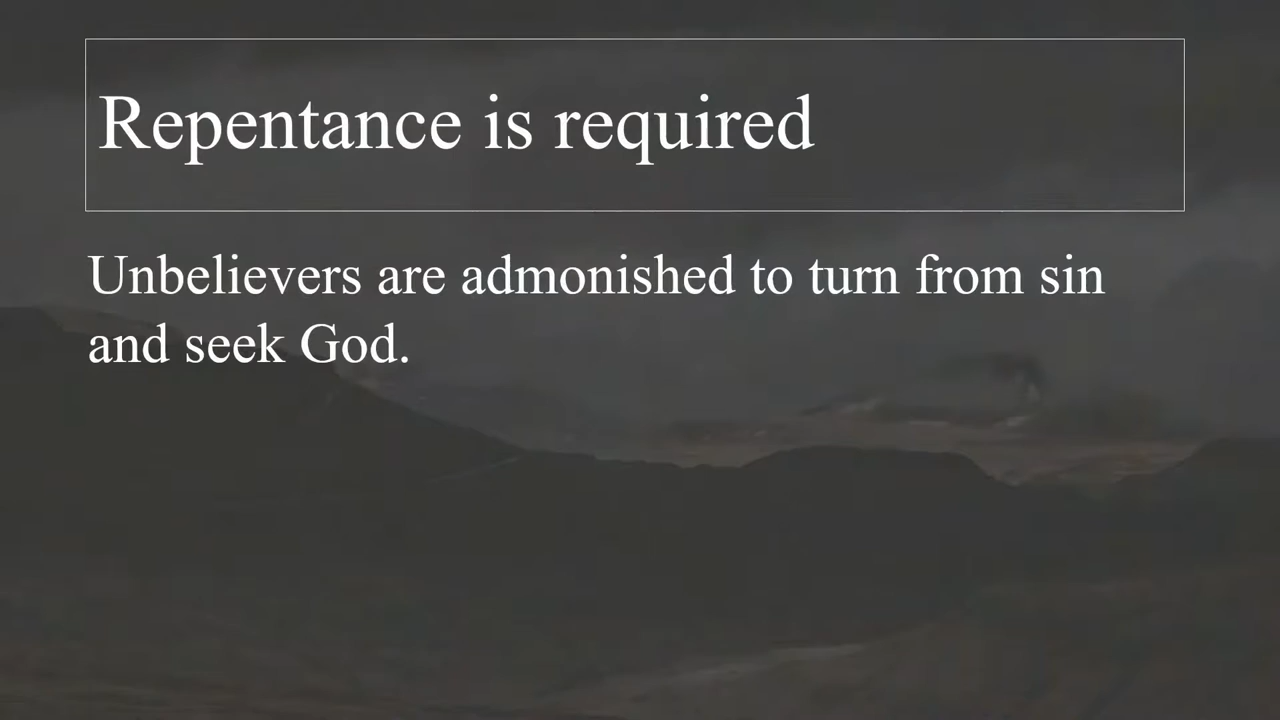 Repentance is required
Unbelievers are admonished to turn from sin
and seek God.